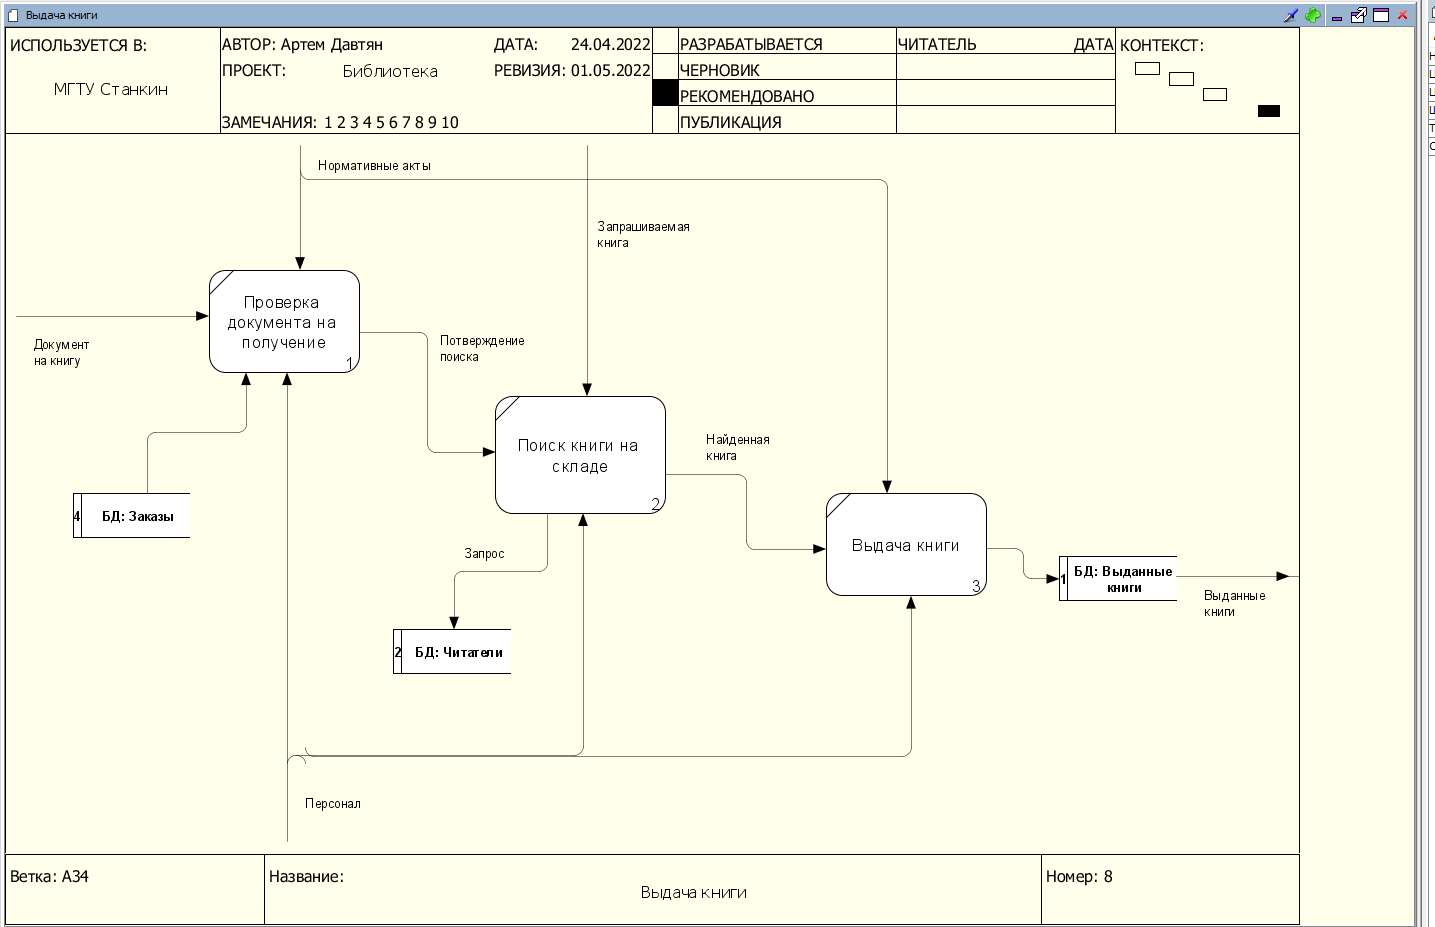 Выдача книги
ИСПОЛЬЗУЕТСЯ В:
МГТУ Станкин
АВТОР: Артем Давтян
ДАТА: 24.04.2022
ПРОЕКТ: Библиотека
РЕВИЗИЯ: 01.05.2022
ЗАМЕЧАНИЯ: 1 2 3 4 5 6 7 8 9 10
РАЗРАБАТЫВАЕТСЯ
ЧЕРНОВИК
РЕКОМЕНДОВАНО
ПУБЛИКАЦИЯ
ЧИТАТЕЛЬ ДАТА
КОНТЕКСТ:
Нормативные акты
Запрашиваемая
книга
Проверка
документа на
получение
1
Документ
на книгу
Потверждение
поиска
Поиск книги на
складе
2
Найденная
книга
4 БД: Заказы
Выдача книги
3
Запрос
1 БД: Выданные
книги
Выданные
книги
2 БД: Читатели
Персонал
Ветка: A34
Название:
Выдача книги
Номер: 8